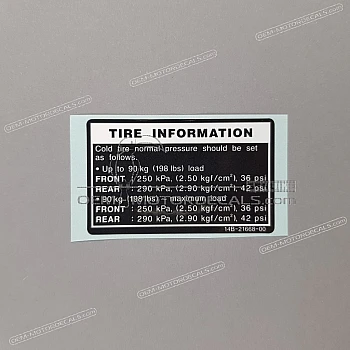 TIRE INFORMATION
Cold tire normal pressure should be set
as follows.
• Up to 90 kg (198 lbs) load
FRONT : 250 kPa, (2.50 kgf/cm², 36 psi
REAR : 290 kPa, (2.90 kgf/cm², 42 psi
• 90 kg (198 lbs) ~ maximum load
FRONT : 250 kPa, (2.50 kgf/cm², 36 psi
REAR : 290 kPa, (2.90 kgf/cm², 42 psi
14B-21668-00
OEM-MOTORDECALS.COM